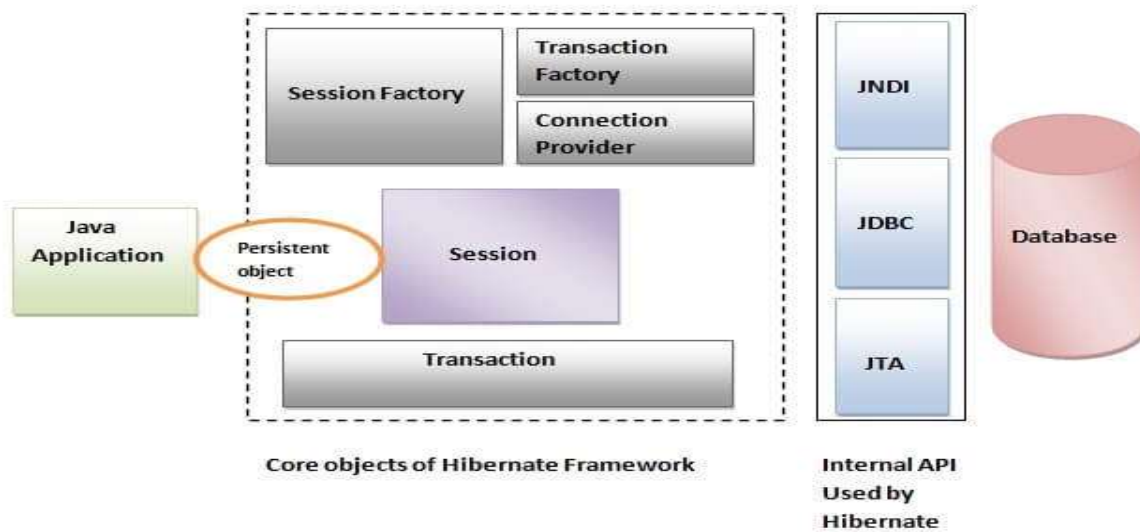 Session Factory
Transaction
Factory
Connection
Provider
Java
Application
Persistent
object
Session
Transaction
JNDI
JDBC
JTA
Database
Core objects of Hibernate Framework
Internal API
Used by
Hibernate